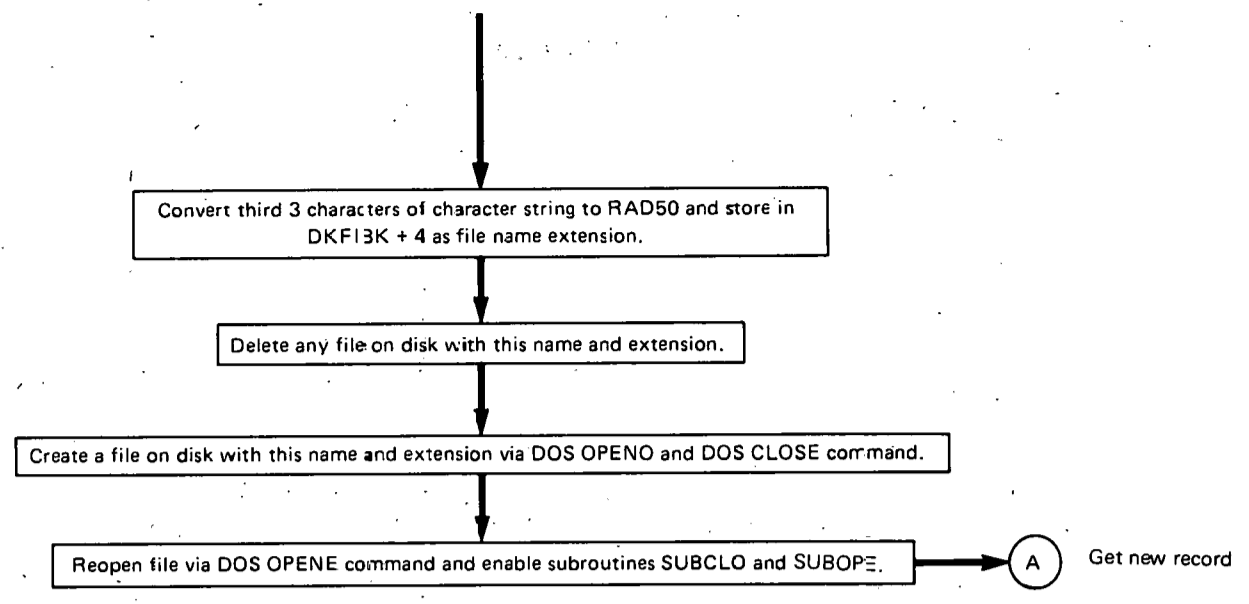 Convert third 3 characters of character string to RAD50 and store in
DKFIBK + 4 as file name extension.
Delete any file on disk with this name and extension.
Create a file on disk with this name and extension via DOS OPENO and DOS CLOSE command.
Reopen file via DOS OPENE command and enable subroutines SUBCLO and SUBOPE.
A
Get new record